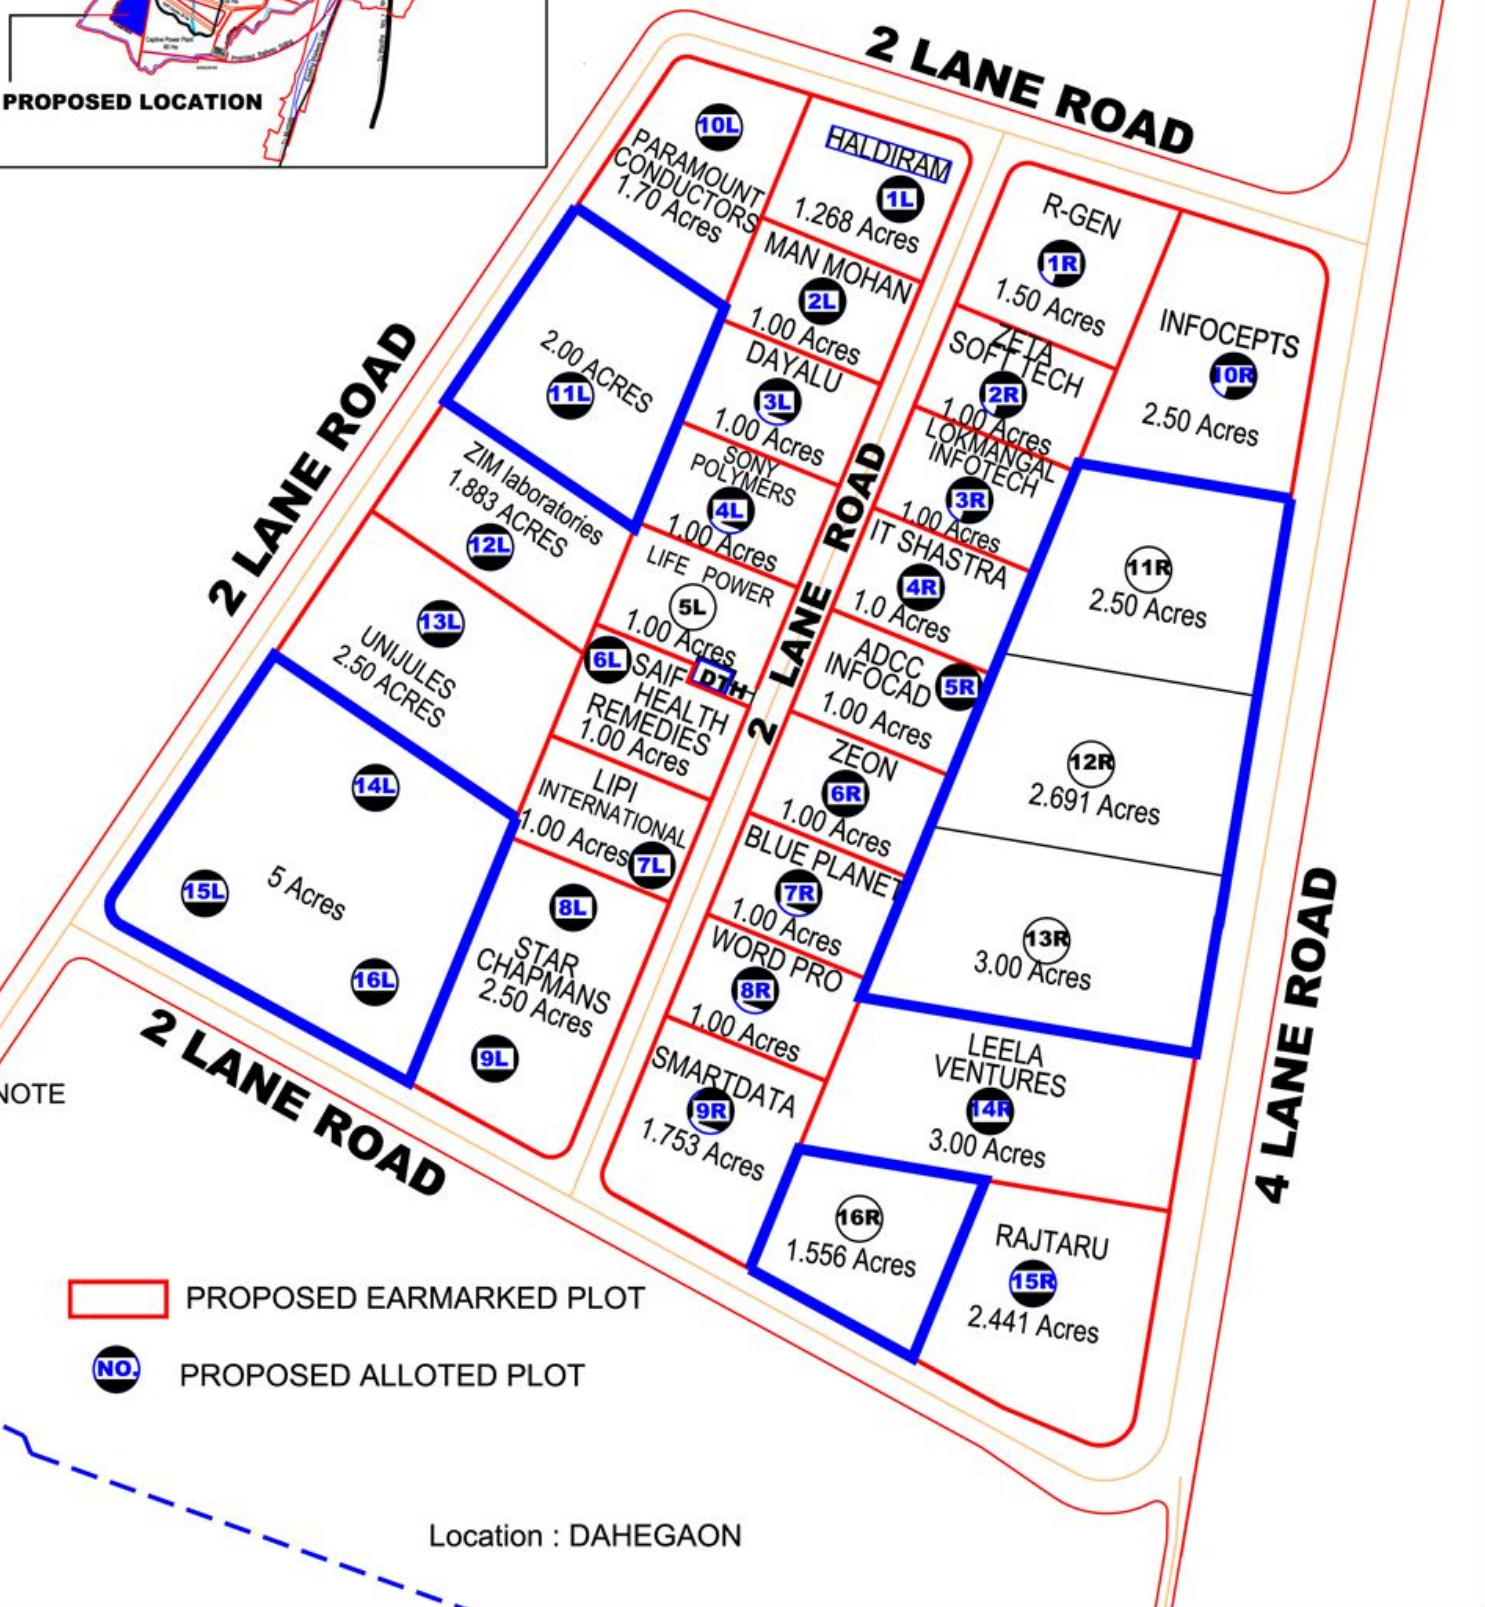 Captive Power Plant
60 Ha
Proposed Railway Siding
PROPOSED LOCATION
2 LANE ROAD
10L
PARAMOUNT
CONDUCTORS
1.70 Acres
HALDIRAM
1L
1.268 Acres
MAN MOHAN
2L
1.00 Acres
DAYALU
3L
1.00 Acres
SONY
POLYMERS
4L
1.00 Acres
LIFE POWER
5L
1.00 Acres
6L
SAIF
DTH
HEALTH
REMEDIES
1.00 Acres
LIPI
INTERNATIONAL
1.00 Acres
7L
8L
STAR
CHAPMANS
2.50 Acres
9L
2.00 ACRES
11L
ZIM laboratories
1.883 ACRES
12L
13L
UNIJULES
2.50 ACRES
14L
15L
5 Acres
16L
2 LANE ROAD
2 LANE ROAD
2 LANE ROAD
R-GEN
1R
1.50 Acres
ZETA
SOFT TECH
2R
1.00 Acres
LOKMANGAL
INFOTECH
3R
1.00 Acres
IT SHASTRA
4R
1.0 Acres
ADCC
INFOCAD
5R
1.00 Acres
ZEON
6R
1.00 Acres
BLUE PLANET
7R
1.00 Acres
WORD PRO
8R
1.00 Acres
SMARTDATA
9R
1.753 Acres
INFOCEPTS
10R
2.50 Acres
11R
2.50 Acres
12R
2.691 Acres
13R
3.00 Acres
LEELA
VENTURES
14R
3.00 Acres
16R
1.556 Acres
RAJTARU
15R
2.441 Acres
4 LANE ROAD
NOTE
PROPOSED EARMARKED PLOT
NO.
PROPOSED ALLOTED PLOT
Location : DAHEGAON